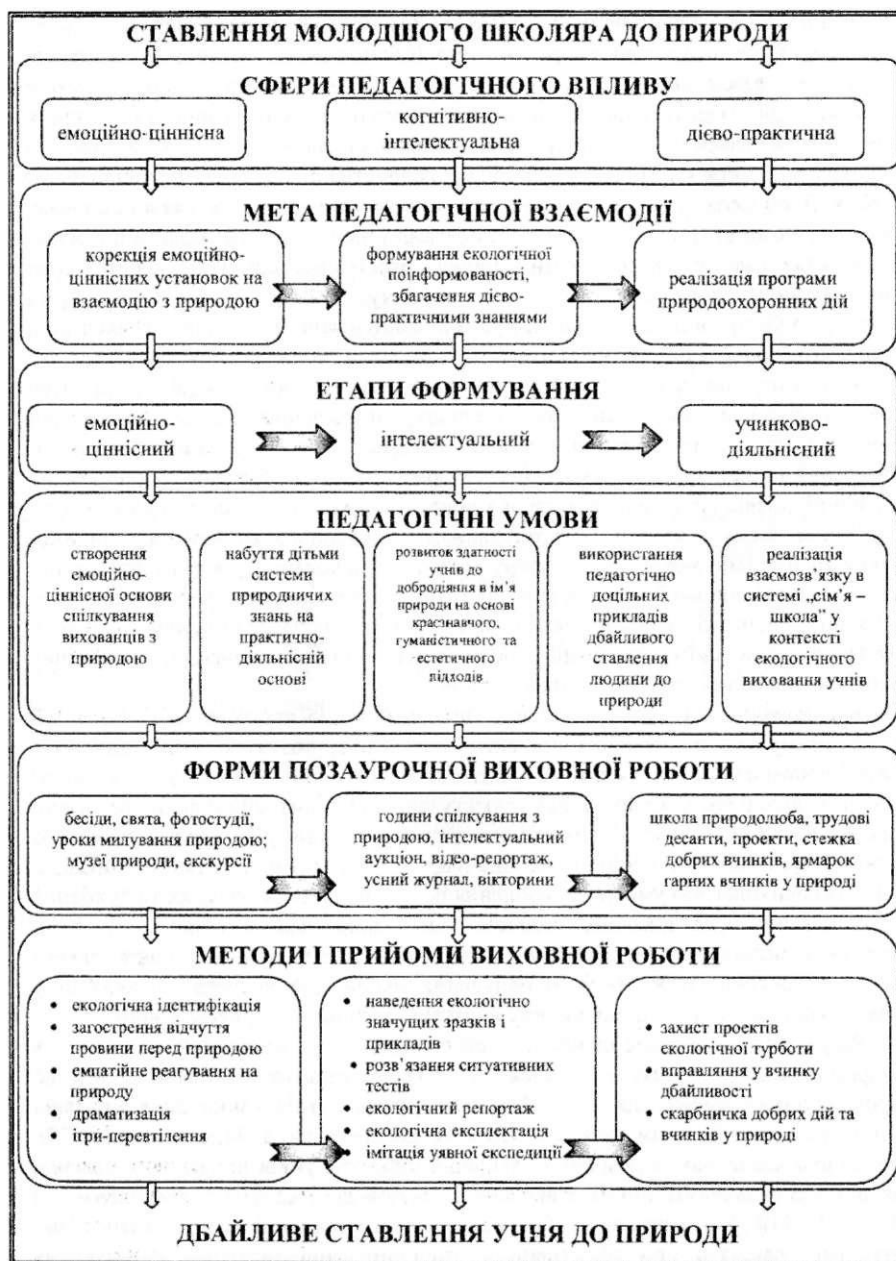 СТАВЛЕННЯ МОЛОДШОГО ШКОЛЯРА ДО ПРИРОДИ
СФЕРИ ПЕДАГОГІЧНОГО ВПЛИВУ
емоційно-ціннісна
когнитивно-
інтелектуальна
дієво-практична
МЕТА ПЕДАГОГІЧНОЇ ВЗАЄМОДІЇ
корекція емоційно-
ціннісних установок на
взаємодію з природою
формування екологічної
поінформованості,
збагачення дієво-
практичними знаннями
реалізація програми
природоохоронних дій
ЕТАПИ ФОРМУВАННЯ
емоційно-
ціннісний
інтелектуальний
учинково-
діяльнісний
ПЕДАГОГІЧНІ УМОВИ
створення
емоційно-
ціннісної основи
спілкування
вихованців з
природою
набуття дітьми
системи
природничих
знань на
практично-
діяльнісній
основі
розвиток здатності
учнів до
добродіяння в ім’я
природи на основі
краєзнавчого,
гуманістичного та
естетичного
підходів
використання
педагогічно
доцільних
прикладів
дбайливого
ставлення
людини до
природи
реалізація
взаємозв’язку в
системі „сім’я –
школа” у
контексті
екологічного
виховання учнів
ФОРМИ ПОЗАУРОЧНОЇ ВИХОВНОЇ РОБОТИ
бесіди, свята, фотостудії,
уроки милування природою;
музеї природи, екскурсії
години спілкування з
природою, інтелектуальний
аукціон, відео-репортаж,
усний журнал, вікторини
школа природолюба, трудові
десанти, проекти, стежка
добрих вчинків, ярмарок
гарних вчинків у природі
МЕТОДИ І ПРИЙОМИ ВИХОВНОЇ РОБОТИ
• екологічна ідентифікація
• загострення відчуття
провини перед природою
• емпатійне реагування на
природу
• драматизація
• ігри-перевтілення
• наведення екологічно
значущих зразків і
прикладів
• розв’язання ситуативних
тестів
• екологічний репортаж
• екологічна експлектація
• імітація уявної експедиції
• захист проектів
екологічної турботи
• вправляння у вчинку
дбайливості
• скарбничка добрих дій та
вчинків у природі
ДБАЙЛИВЕ СТАВЛЕННЯ УЧНЯ ДО ПРИРОДИ